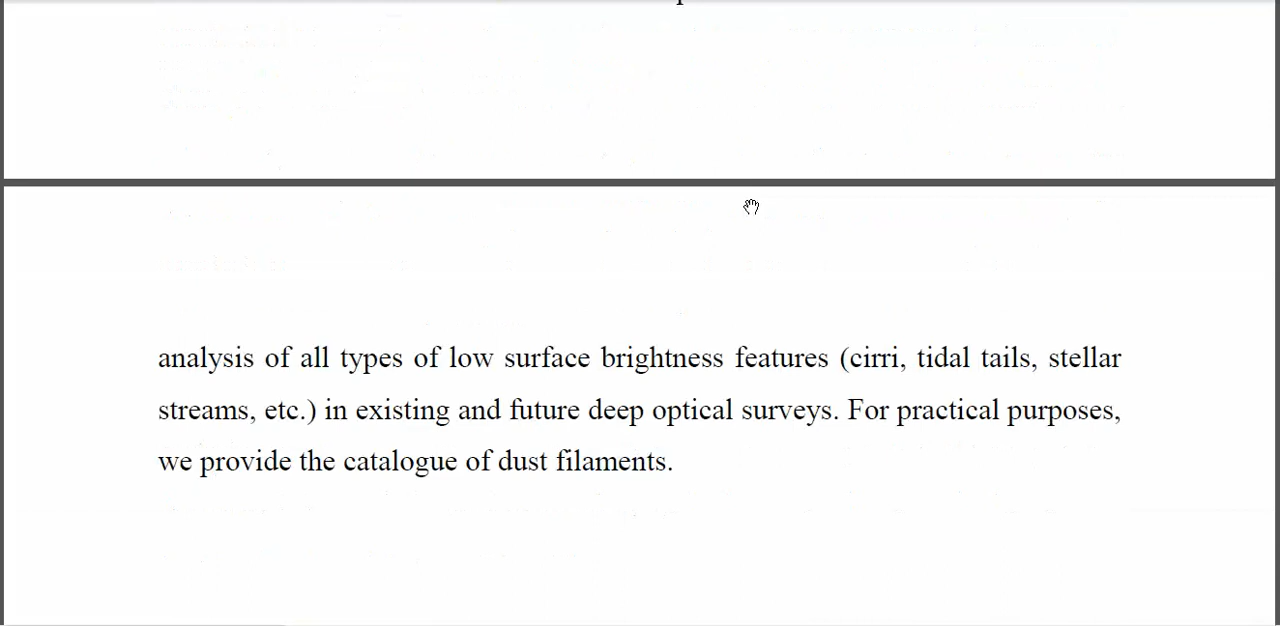 analysis of all types of low surface brightness features (cirri, tidal tails, stellar
streams, etc.) in existing and future deep optical surveys. For practical purposes,
we provide the catalogue of dust filaments.